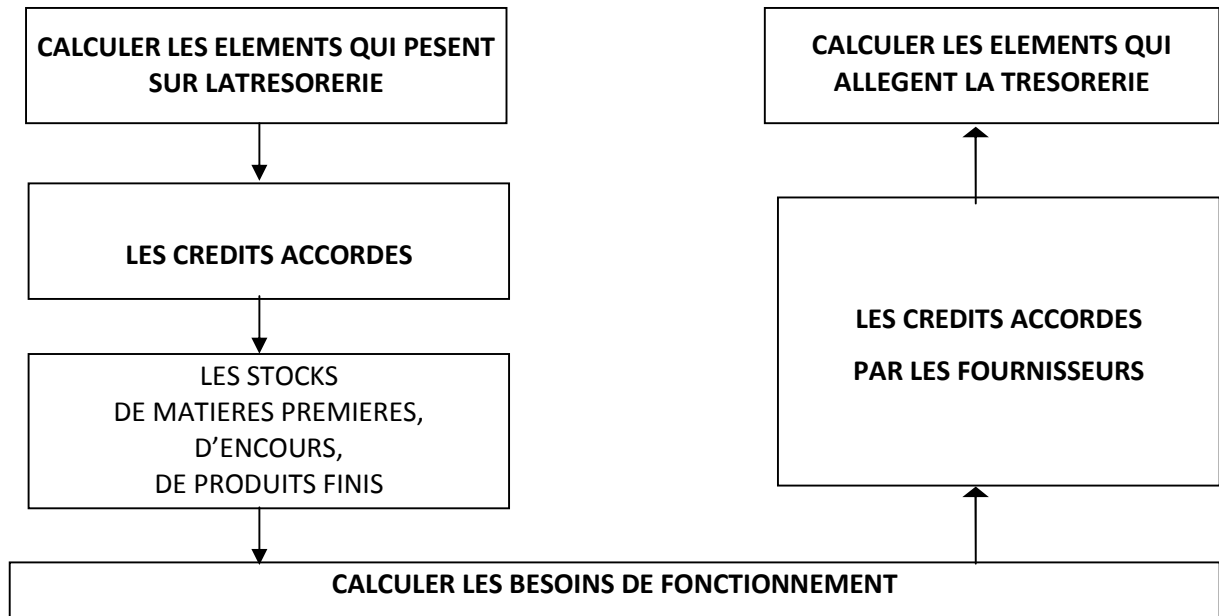 CALCULER LES ELEMENTS QUI PESENT
SUR LATRESORERIE
LES CREDITS ACCORDES
LES STOCKS
DE MATIERES PREMIERES,
D’ENCOURS,
DE PRODUITS FINIS
CALCULER LES ELEMENTS QUI
ALLEGENT LA TRESORERIE
LES CREDITS ACCORDES
PAR LES FOURNISSEURS
CALCULER LES BESOINS DE FONCTIONNEMENT